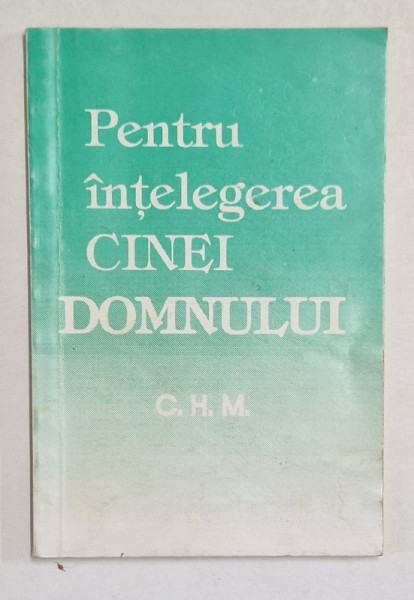 Pentru
înțelegerea
CINEI
DOMNULUI
C. H. M.